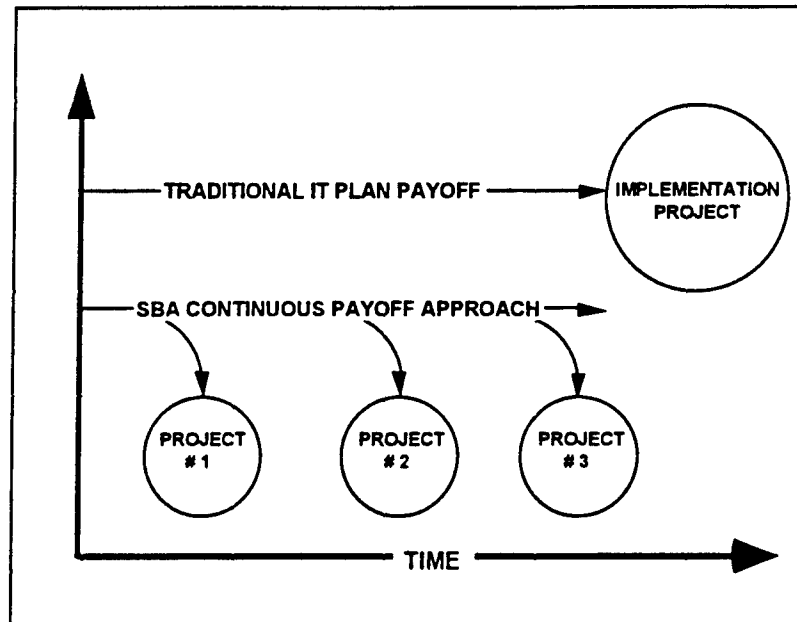 TRADITIONAL IT PLAN PAYOFF
IMPLEMENTATION
PROJECT
SBA CONTINUOUS PAYOFF APPROACH
PROJECT
# 1
PROJECT
# 2
PROJECT
# 3
TIME